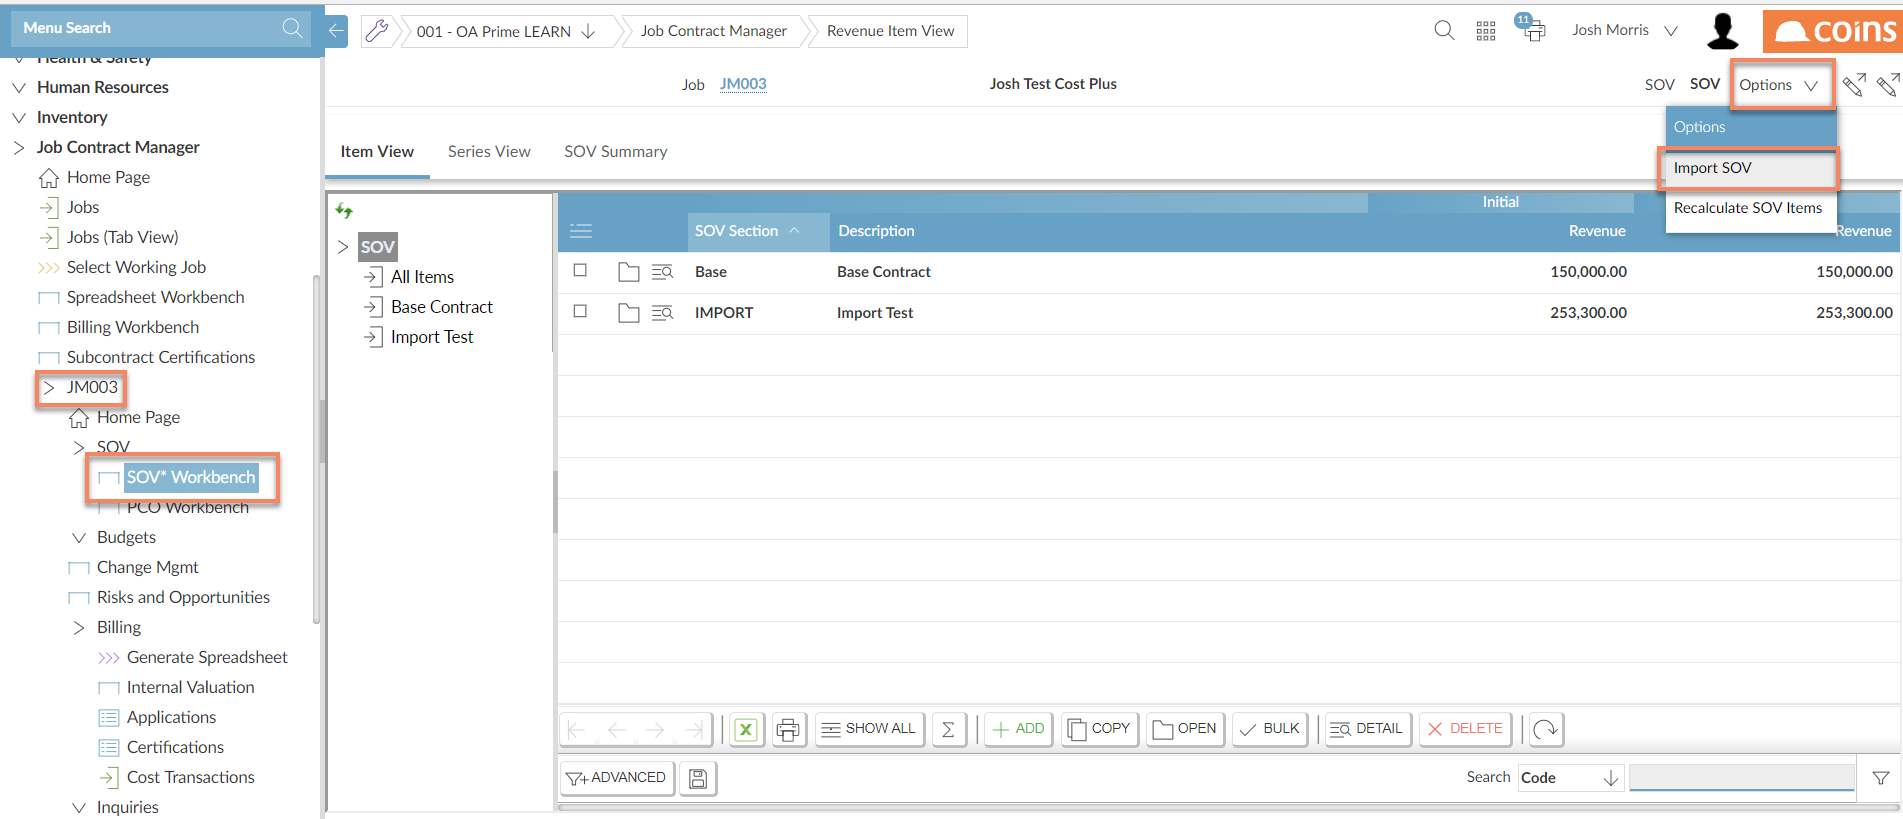 Menu Search
001 - OA Prime LEARN
Job Contract Manager
Revenue Item View
11
Josh Morris
coins
Health & Safety
Human Resources
Inventory
Job Contract Manager
Home Page
Jobs
Jobs (Tab View)
Select Working Job
Spreadsheet Workbench
Billing Workbench
Subcontract Certifications
JM003
Home Page
SOV
SOV* Workbench
PCO Workbench
Budgets
Change Mgmt
Risks and Opportunities
Billing
Generate Spreadsheet
Internal Valuation
Applications
Certifications
Cost Transactions
Inquiries
Job JM003
Josh Test Cost Plus
SOV SOV Options
Options
Import SOV
Recalculate SOV Items
Item View Series View SOV Summary
SOV
All Items
Base Contract
Import Test
Initial
SOV Section Description Revenue Revenue
Base Base Contract 150,000.00 150,000.00
IMPORT Import Test 253,300.00 253,300.00
X SHOW ALL Σ ADD COPY OPEN BULK DETAIL DELETE
ADVANCED
Search Code